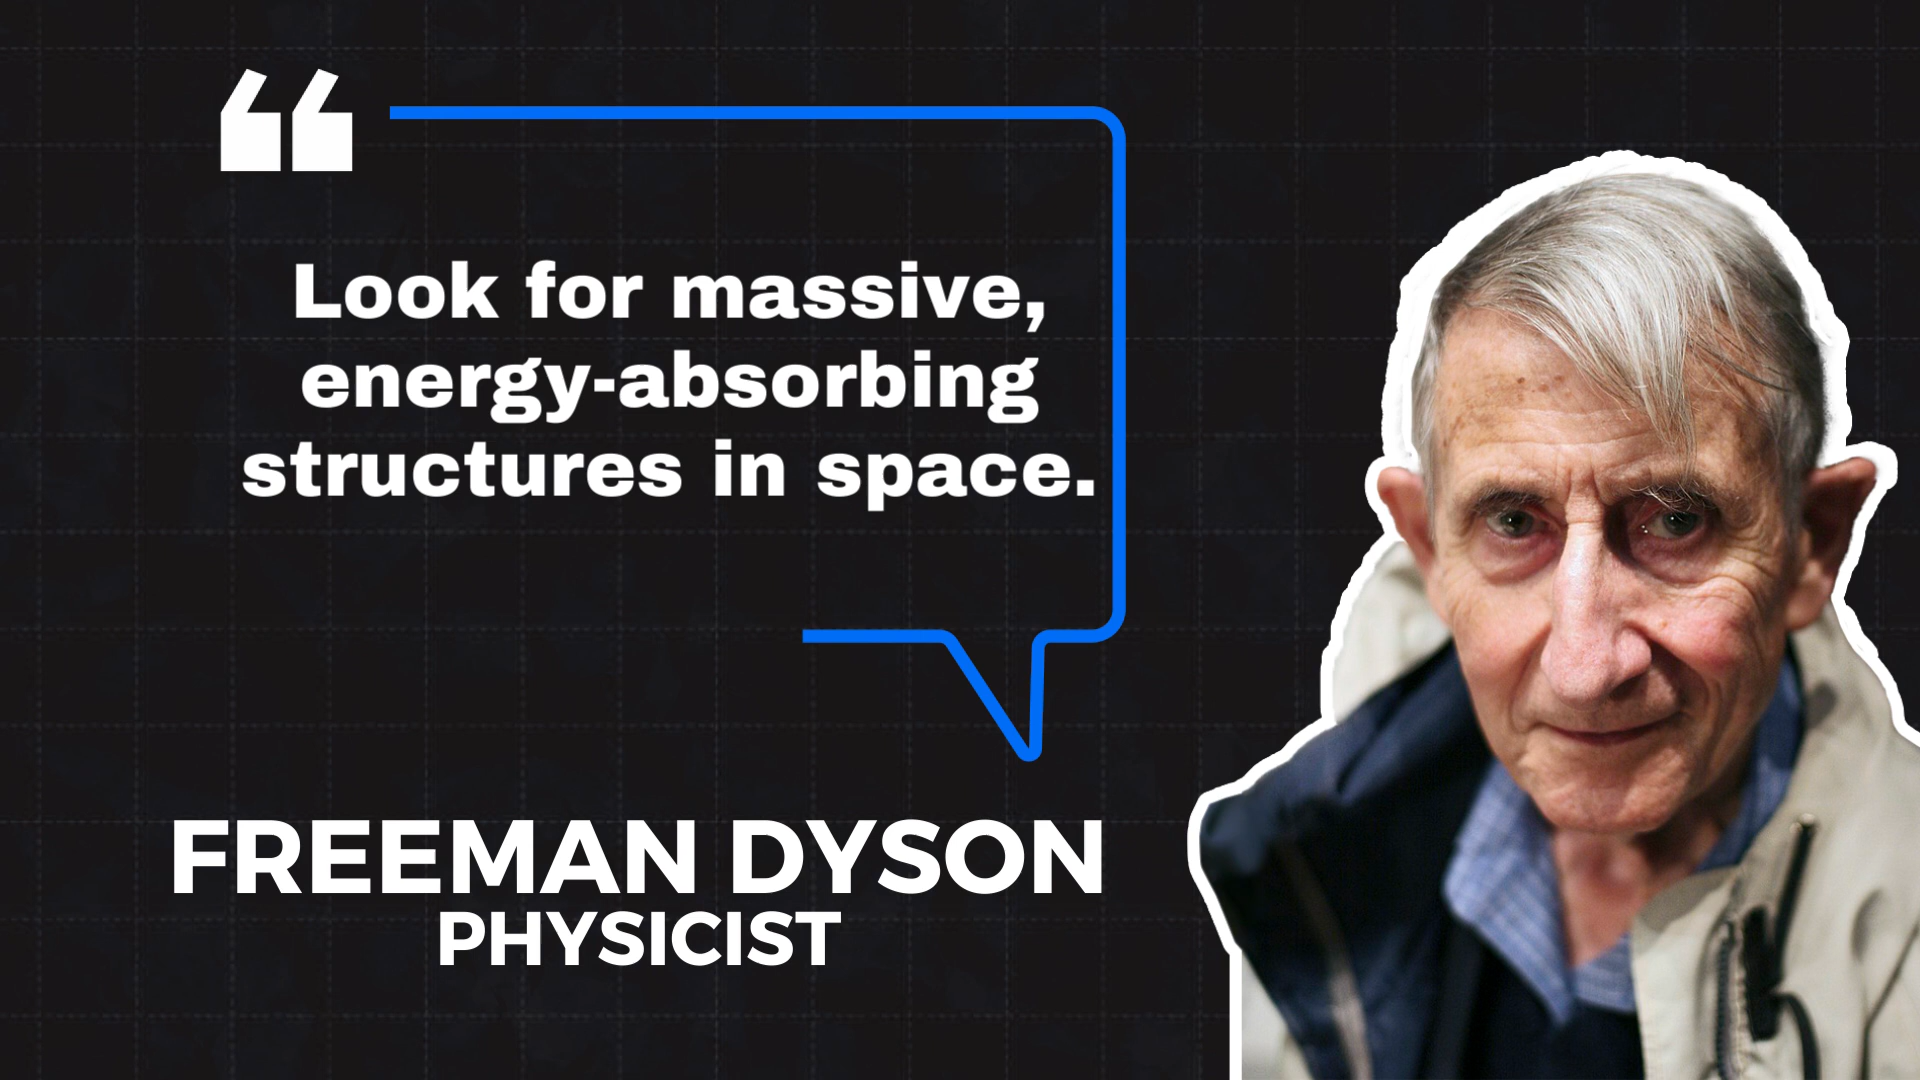 “
Look for massive,
energy-absorbing
structures in space.
FREEMAN DYSON
PHYSICIST